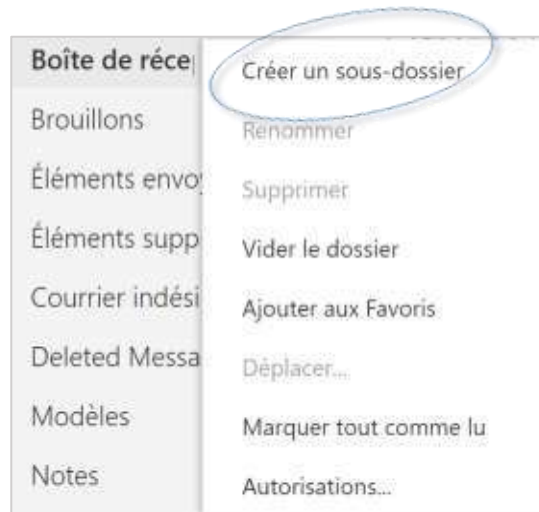 Boîte de réce
Brouillons
Éléments envo
Éléments supp
Courrier indési
Deleted Messa
Modèles
Notes
Créer un sous-dossier
Renommer
Supprimer
Vider le dossier
Ajouter aux Favoris
Déplacer...
Marquer tout comme lu
Autorisations...